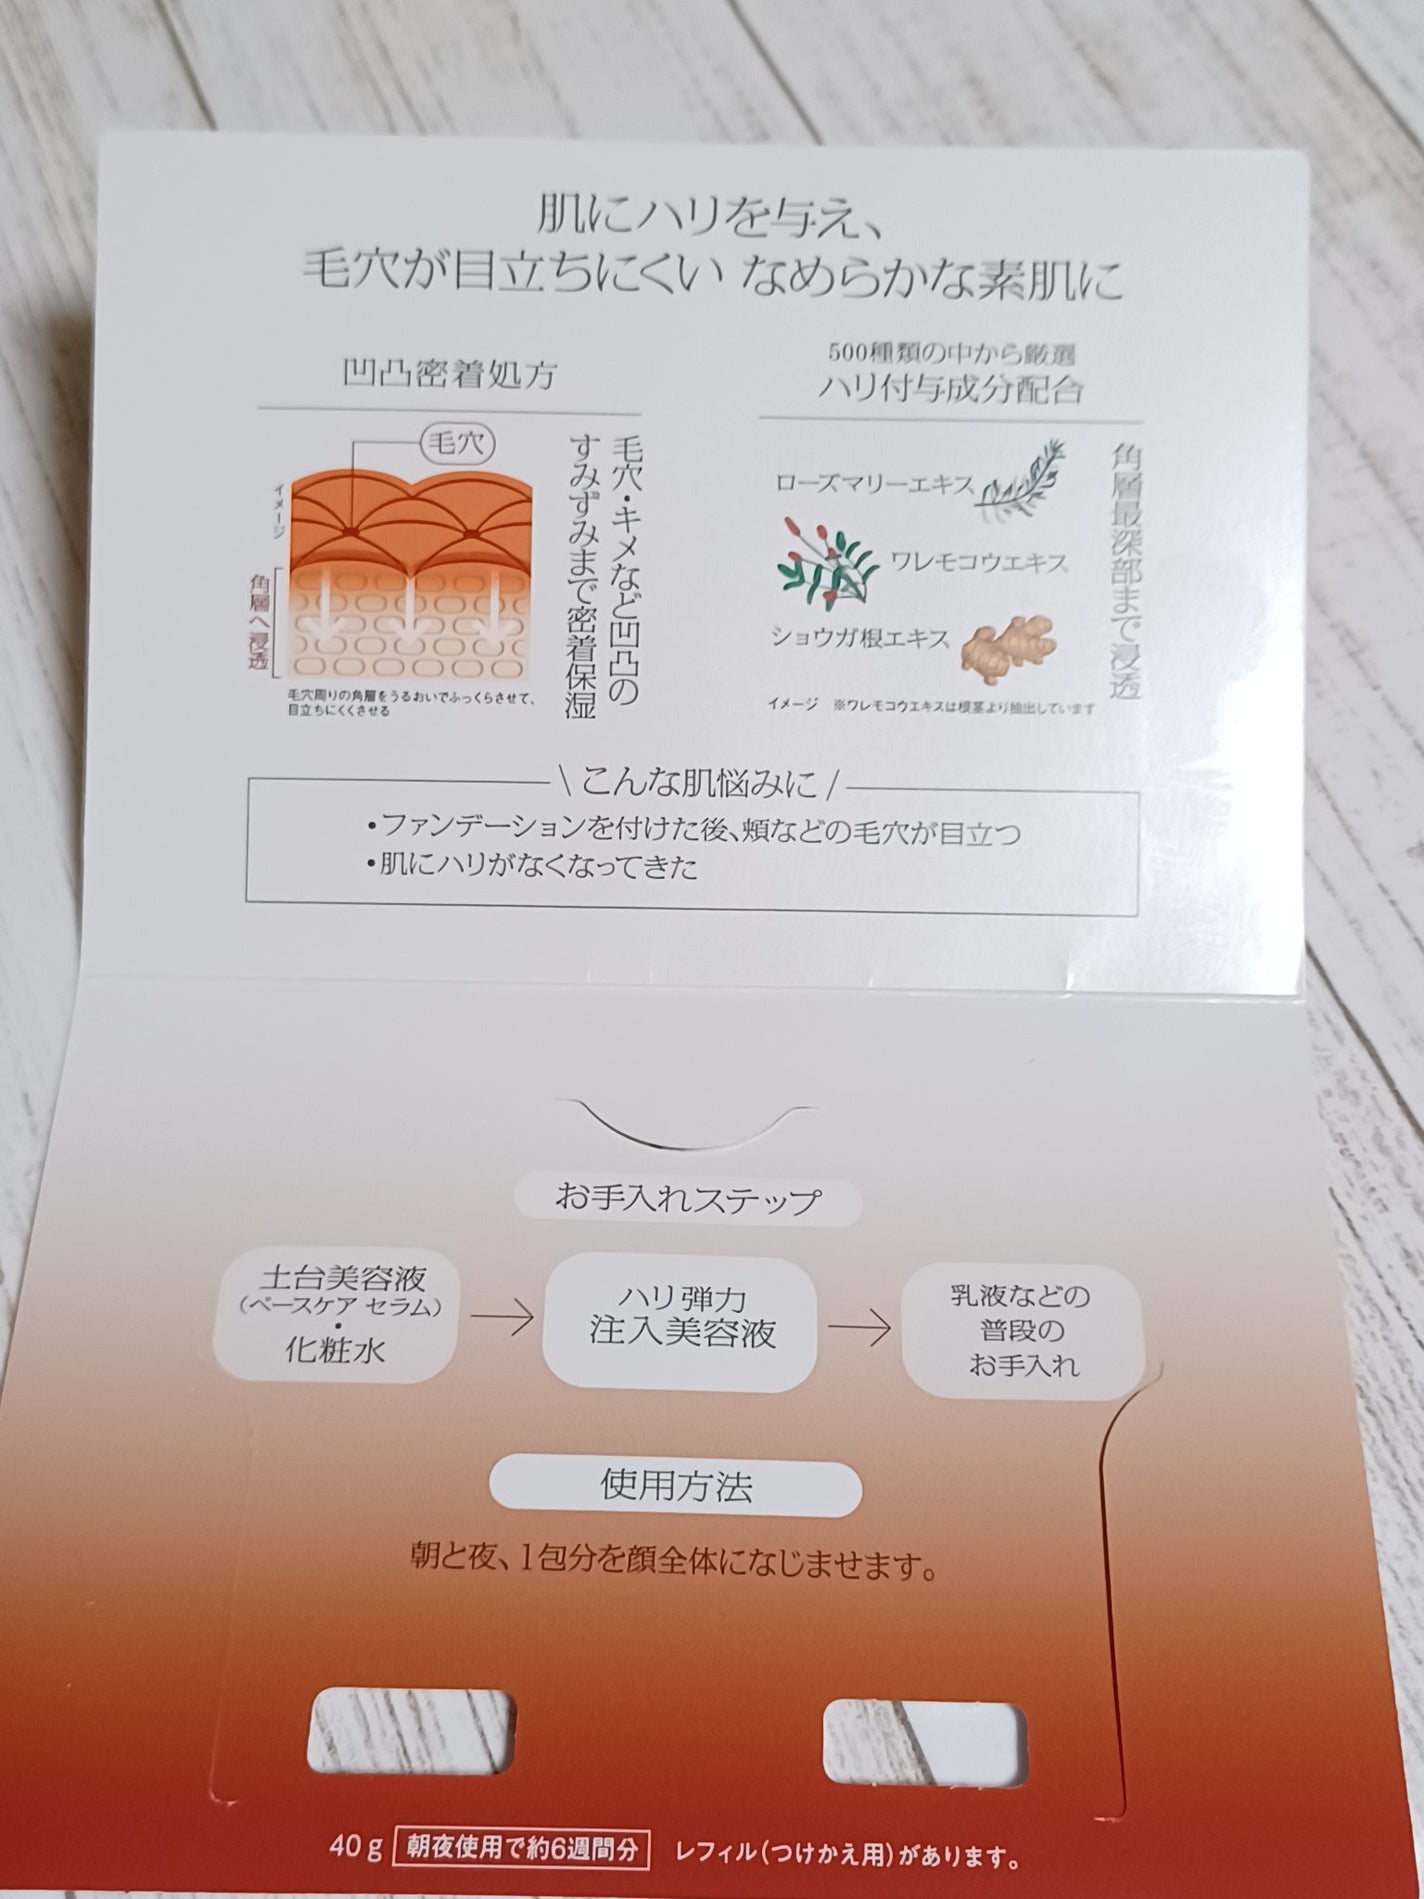 肌にハリを与え、
毛穴が目立ちにくい なめらかな素肌に
凹凸密着処方
毛穴
イメージ
角層へ浸透
毛穴・キメなど凹凸の
すみずみまで密着保湿
毛穴周りの角層をうるおいでふっくらさせて、
目立ちにくくさせる
500種類の中から厳選
ハリ付与成分配合
ローズマリーエキス
ワレモコウエキス
ショウガ根エキス
角層最深部まで浸透
イメージ ※ワレモコウエキスは根茎より抽出しています
\ こんな肌悩みに /
・ファンデーションを付けた後、頬などの毛穴が目立つ
・肌にハリがなくなってきた
お手入れステップ
土台美容液
(ベースケア セラム)
・
化粧水
ハリ弾力
注入美容液
乳液などの
普段の
お手入れ
使用方法
朝と夜、1包分を顔全体になじませます。
40g 朝夜使用で約6週間分 レフィル(つけかえ用)があります。